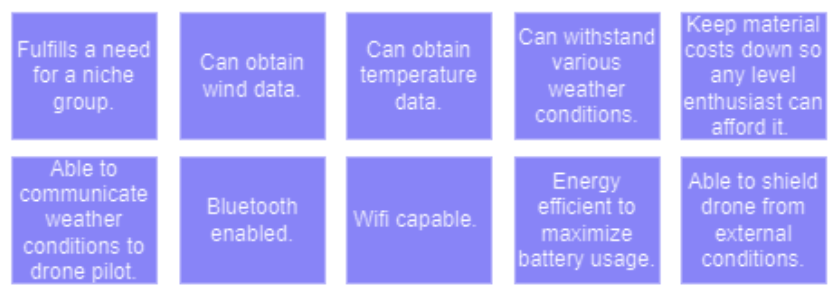 Fulfills a need
for a niche
group.
Can obtain
wind data.
Can obtain
temperature
data.
Can withstand
various
weather
conditions.
Keep material
costs down so
any level
enthusiast can
afford it.
Able to
communicate
weather
conditions to
drone pilot.
Bluetooth
enabled.
Wifi capable.
Energy
efficient to
maximize
battery usage.
Able to shield
drone from
external
conditions.